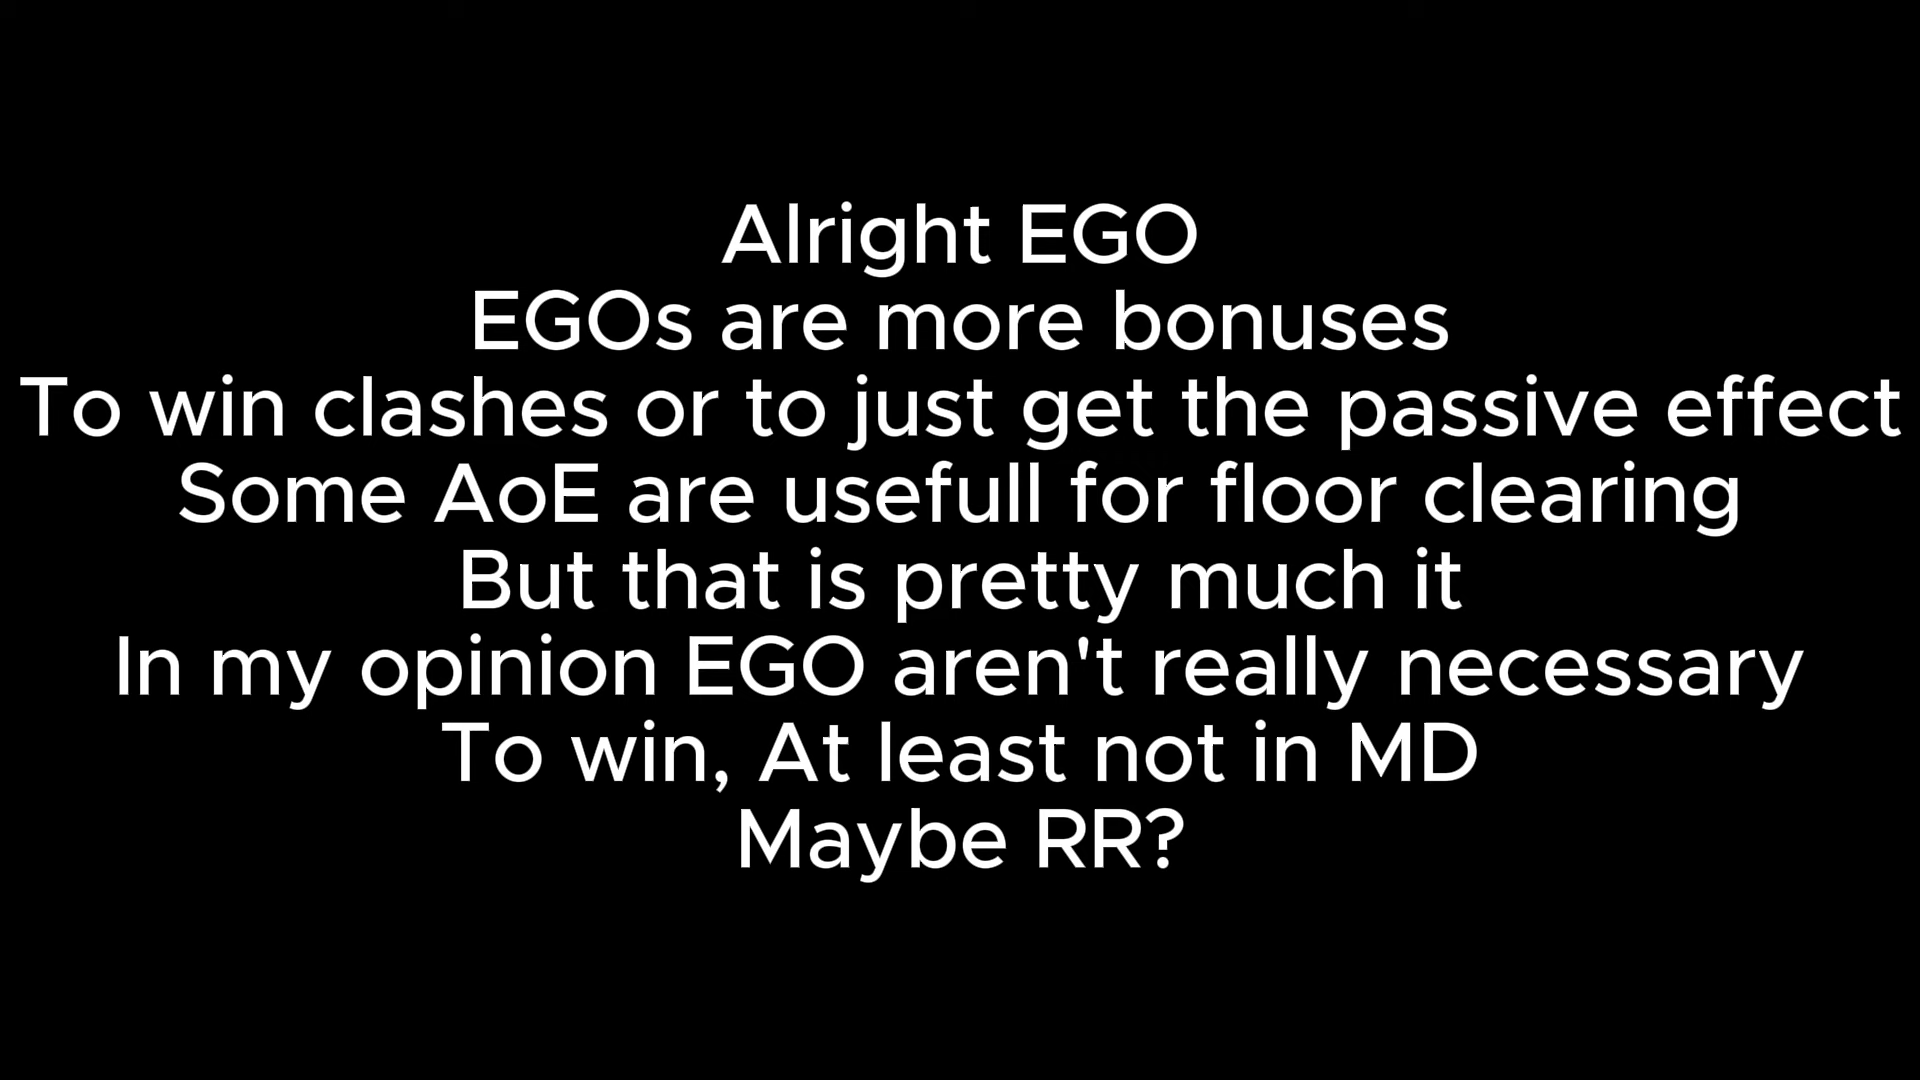 Alright EGO
EGOs are more bonuses
To win clashes or to just get the passive effect
Some AoE are usefull for floor clearing
But that is pretty much it
In my opinion EGO aren't really necessary
To win, At least not in MD
Maybe RR?